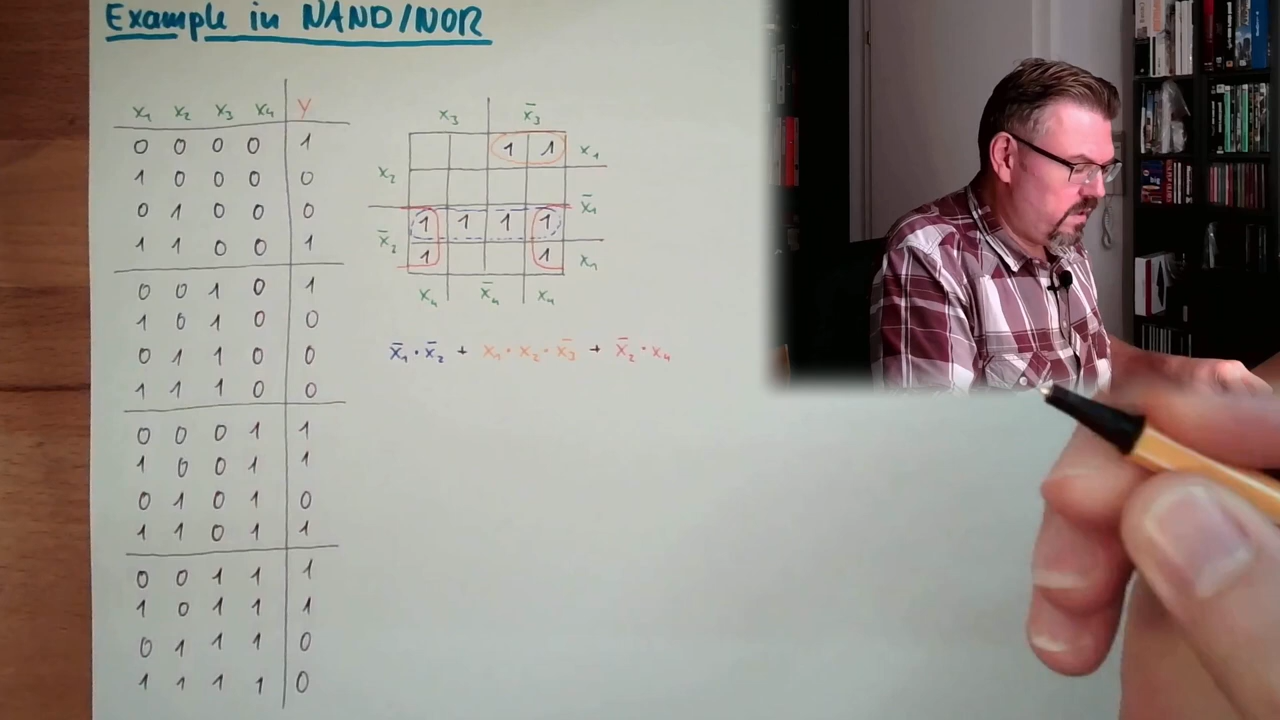 Example in NAND/NOR
x₁ x₂ x₃ x₄ y
0 0 0 0 1
1 0 0 0 0
0 1 0 0 0
1 1 0 0 1
0 0 1 0 1
1 0 1 0 0
0 1 1 0 0
1 1 1 0 0
0 0 0 1 1
1 0 0 1 1
0 1 0 1 0
1 1 0 1 1
0 0 1 1 1
1 0 1 1 1
0 1 1 1 0
1 1 1 1 0
x₃ x̄₃
1 1 x₁
x₂
x̄₁
x̄₂ 1 1 1 1
1 1 x₁
x₄ x̄₄ x₄
x̄₁ · x̄₂ + x₁ · x₂ · x̄₃ + x̄₂ · x₄